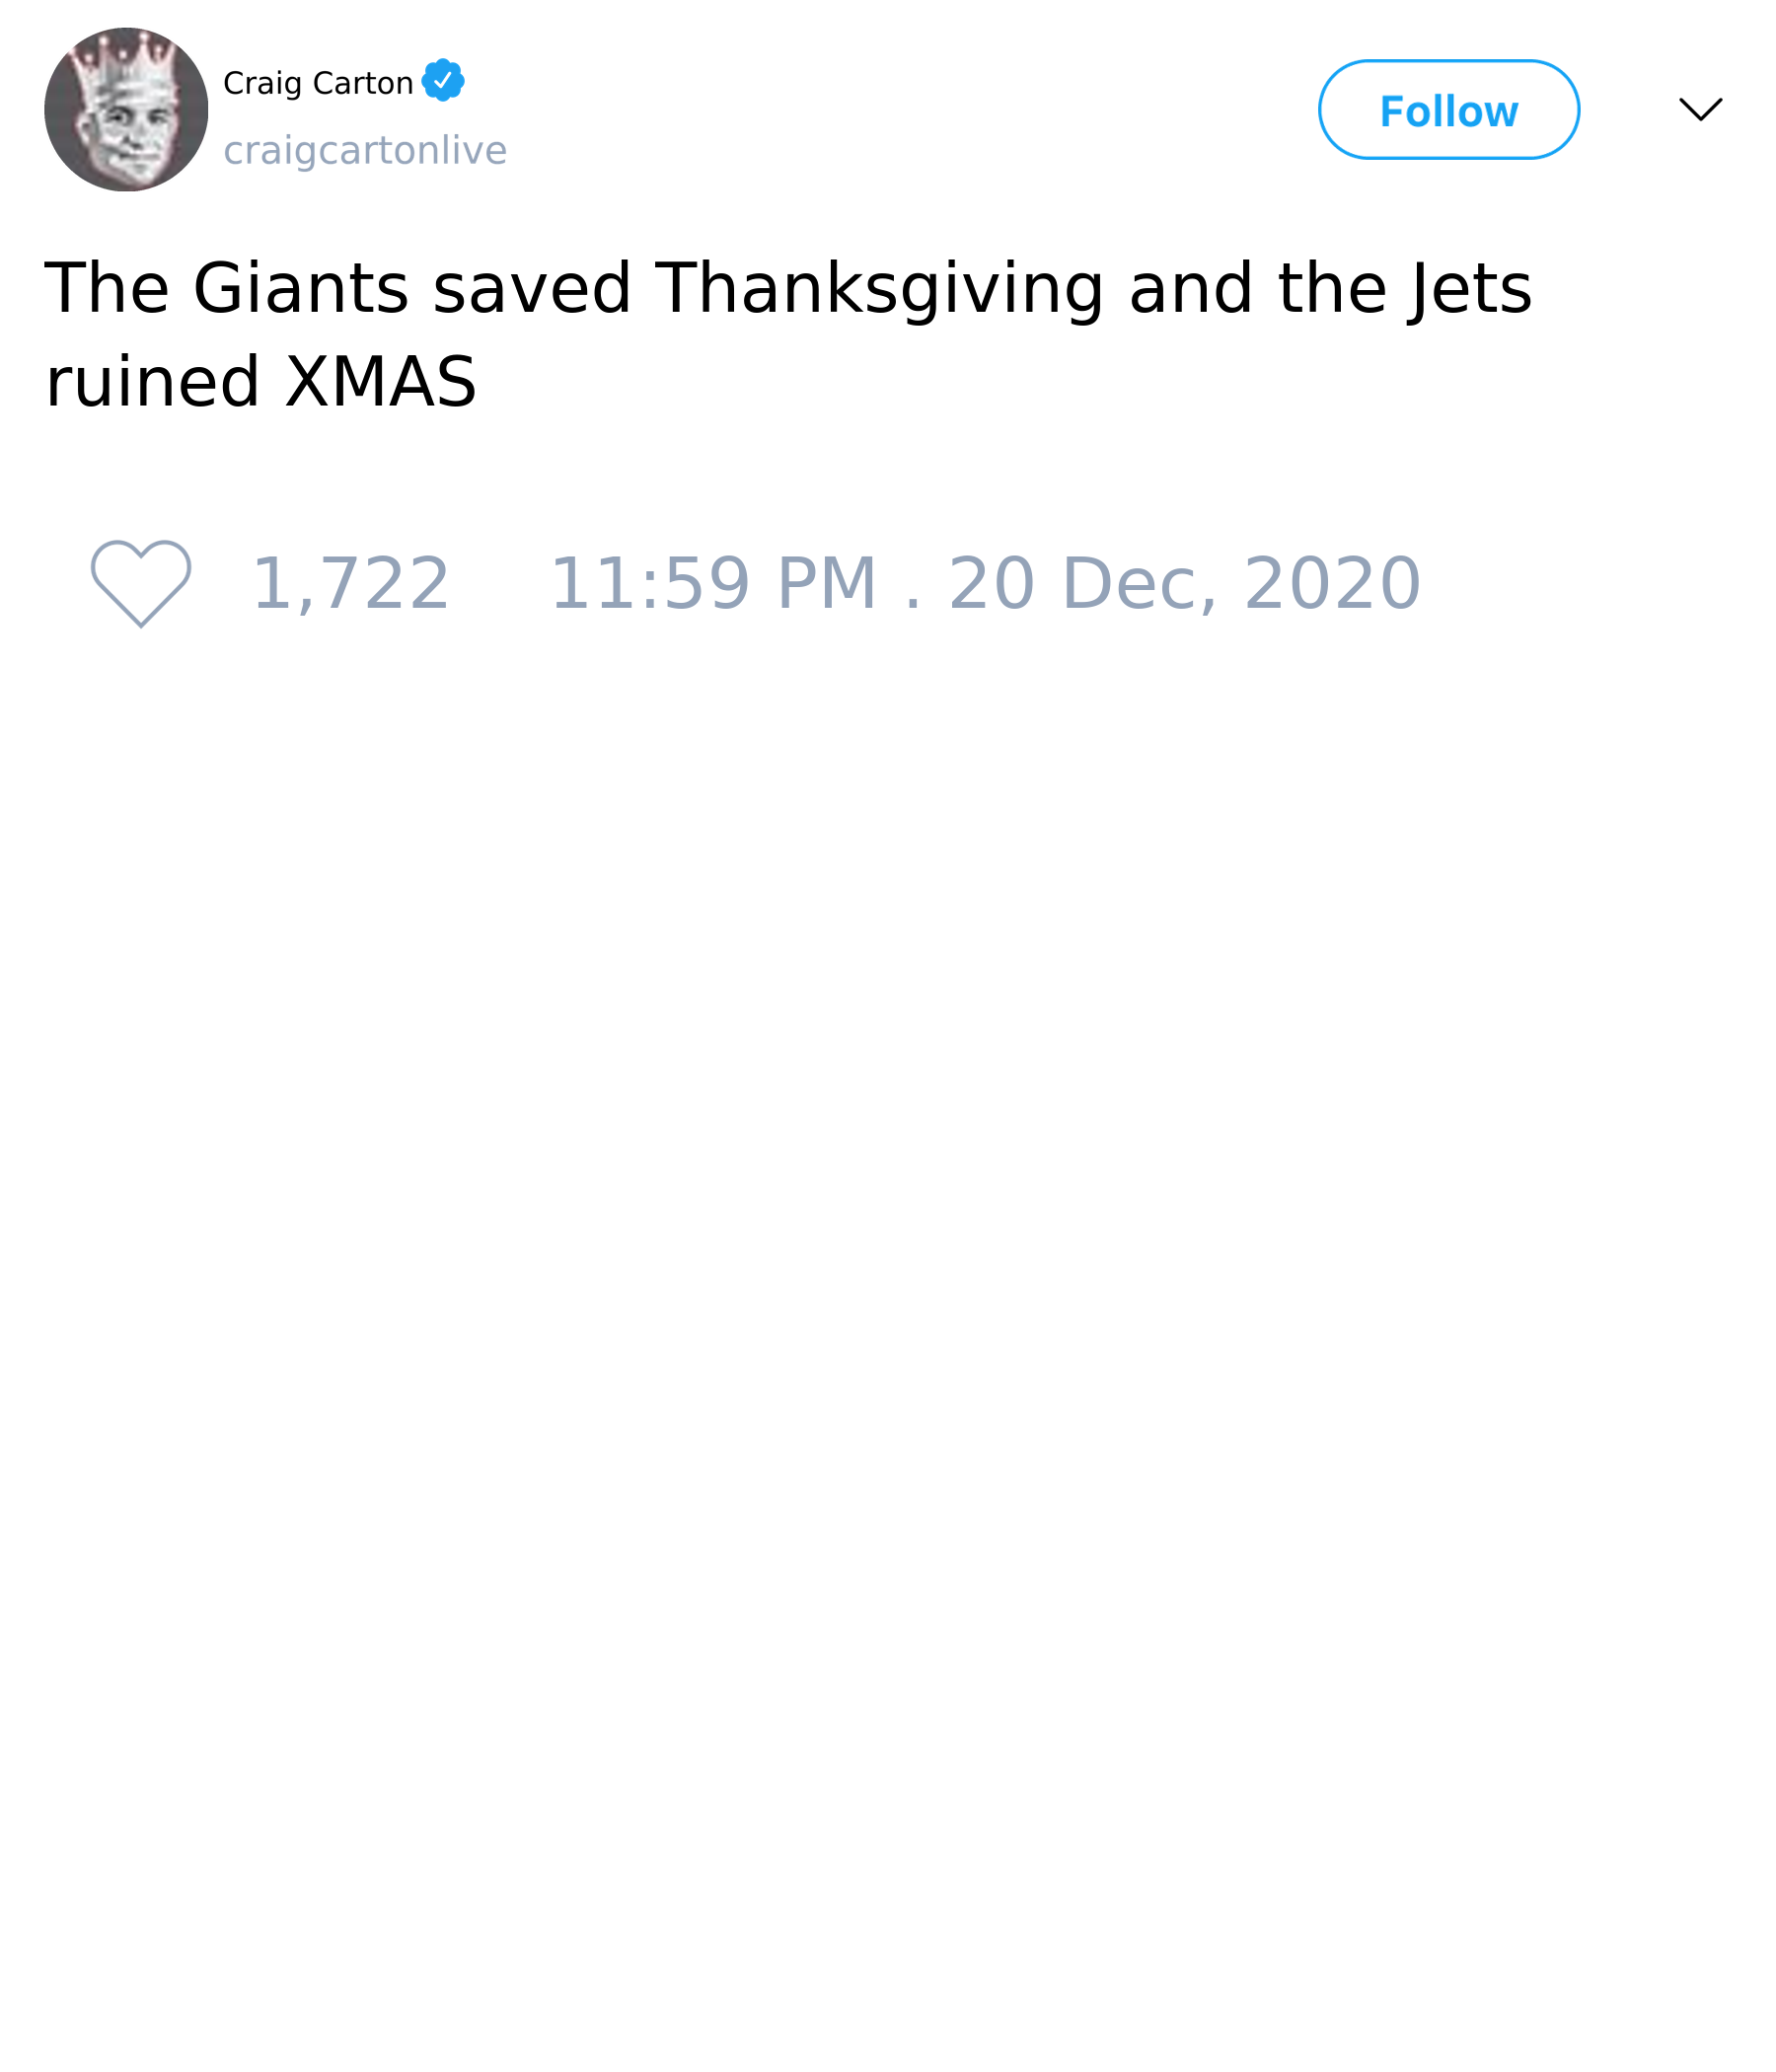 Craig Carton
craigcartonlive
Follow
The Giants saved Thanksgiving and the Jets
ruined XMAS
1,722 11:59 PM . 20 Dec, 2020